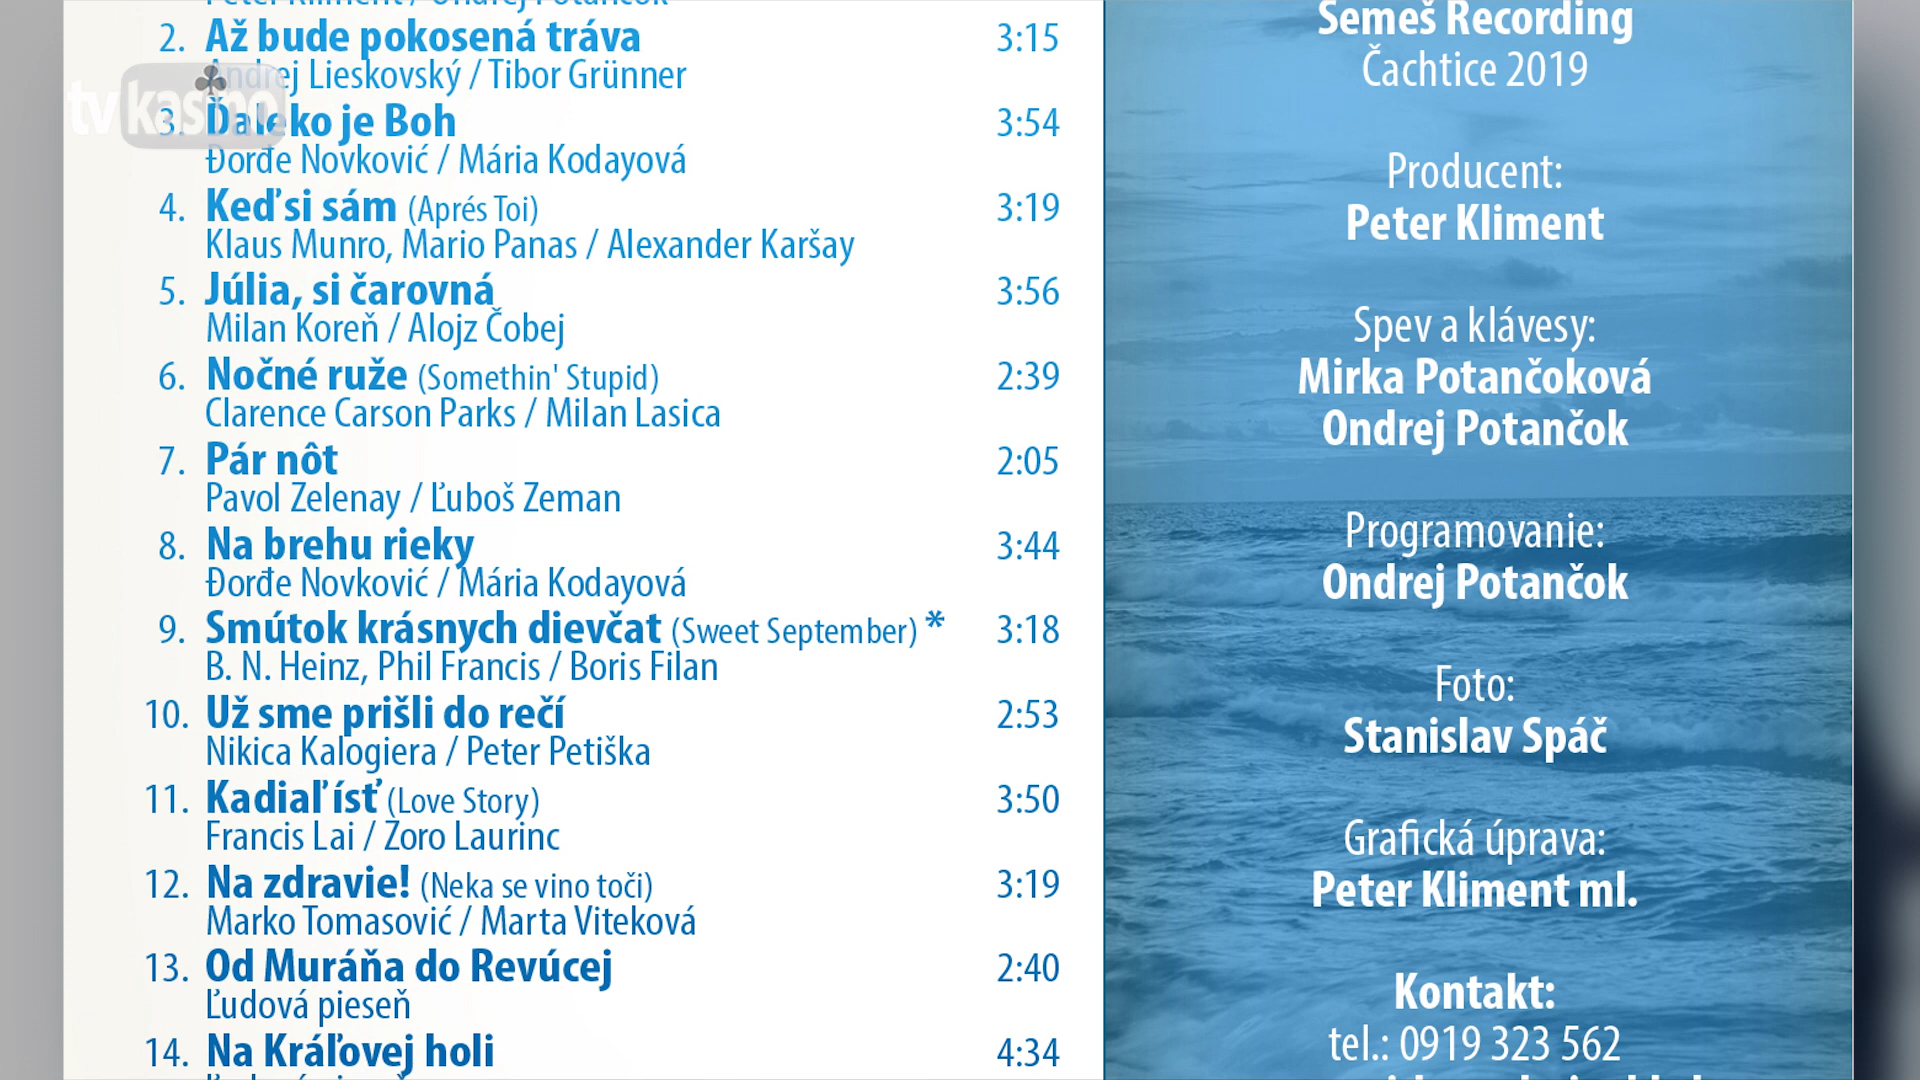 Peter Kliment / Ondrej Potančok
2. Až bude pokosená tráva 3:15
Andrej Lieskovský / Tibor Grünner
tvkasino
3. Ďaleko je Boh 3:54
Đorđe Novković / Mária Kodayová
4. Keď si sám (Aprés Toi) 3:19
Klaus Munro, Mario Panas / Alexander Karšay
5. Júlia, si čarovná 3:56
Milan Koreň / Alojz Čobej
6. Nočné ruže (Somethin' Stupid) 2:39
Clarence Carson Parks / Milan Lasica
7. Pár nôt 2:05
Pavol Zelenay / Ľuboš Zeman
8. Na brehu rieky 3:44
Đorđe Novković / Mária Kodayová
9. Smútok krásnych dievčat (Sweet September) * 3:18
B. N. Heinz, Phil Francis / Boris Filan
10. Už sme prišli do rečí 2:53
Nikica Kalogiera / Peter Petiška
11. Kadiaľ ísť (Love Story) 3:50
Francis Lai / Zoro Laurinc
12. Na zdravie! (Neka se vino toči) 3:19
Marko Tomasović / Marta Viteková
13. Od Muráňa do Revúcej 2:40
Ľudová pieseň
14. Na Kráľovej holi 4:34
Ľudová pieseň
Semeš Recording
Čachtice 2019
Producent:
Peter Kliment
Spev a klávesy:
Mirka Potančoková
Ondrej Potančok
Programovanie:
Ondrej Potančok
Foto:
Stanislav Spáč
Grafická úprava:
Peter Kliment ml.
Kontakt:
tel.: 0919 323 562